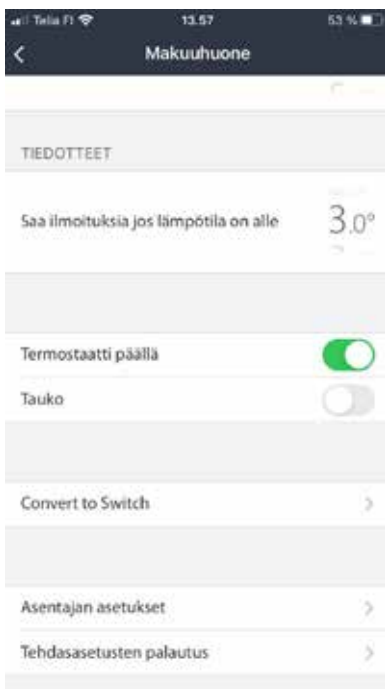 Telia FI 13.57 53 %
Makuuhuone
TIEDOTTEET
Saa ilmoituksia jos lämpötila on alle 3.0°
Termostaatti päällä
Tauko
Convert to Switch
Asentajan asetukset
Tehdasasetusten palautus